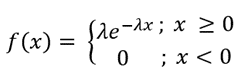 f(x) = { λe^{−λx} ; x ≥ 0
0 ; x < 0